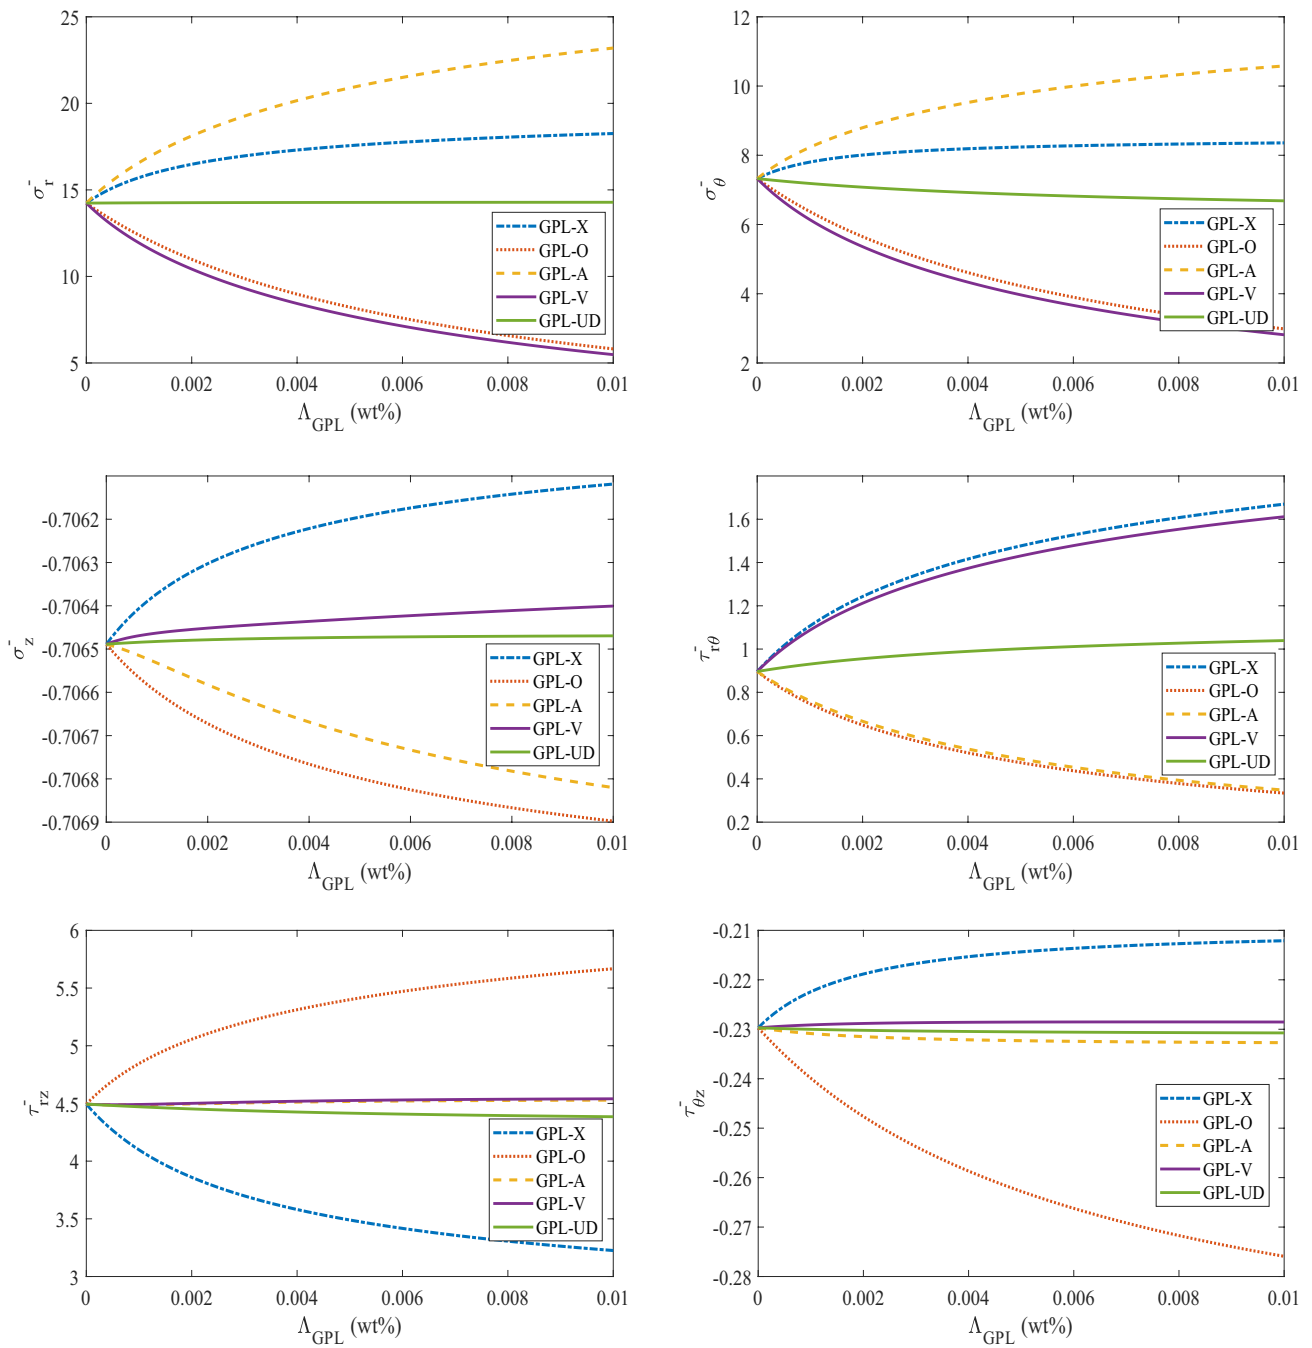 25
20
15
10
5
σ̄r
0 0.002 0.004 0.006 0.008 0.01
Λ_GPL (wt%)
GPL-X
GPL-O
GPL-A
GPL-V
GPL-UD
12
10
8
6
4
2
σ̄θ
0 0.002 0.004 0.006 0.008 0.01
Λ_GPL (wt%)
GPL-X
GPL-O
GPL-A
GPL-V
GPL-UD
-0.7062
-0.7063
-0.7064
-0.7065
-0.7066
-0.7067
-0.7068
-0.7069
σ̄z
0 0.002 0.004 0.006 0.008 0.01
Λ_GPL (wt%)
GPL-X
GPL-O
GPL-A
GPL-V
GPL-UD
1.6
1.4
1.2
1
0.8
0.6
0.4
0.2
τ̄rθ
0 0.002 0.004 0.006 0.008 0.01
Λ_GPL (wt%)
GPL-X
GPL-O
GPL-A
GPL-V
GPL-UD
6
5.5
5
4.5
4
3.5
3
τ̄rz
0 0.002 0.004 0.006 0.008 0.01
Λ_GPL (wt%)
GPL-X
GPL-O
GPL-A
GPL-V
GPL-UD
-0.21
-0.22
-0.23
-0.24
-0.25
-0.26
-0.27
-0.28
τ̄θz
0 0.002 0.004 0.006 0.008 0.01
Λ_GPL (wt%)
GPL-X
GPL-O
GPL-A
GPL-V
GPL-UD